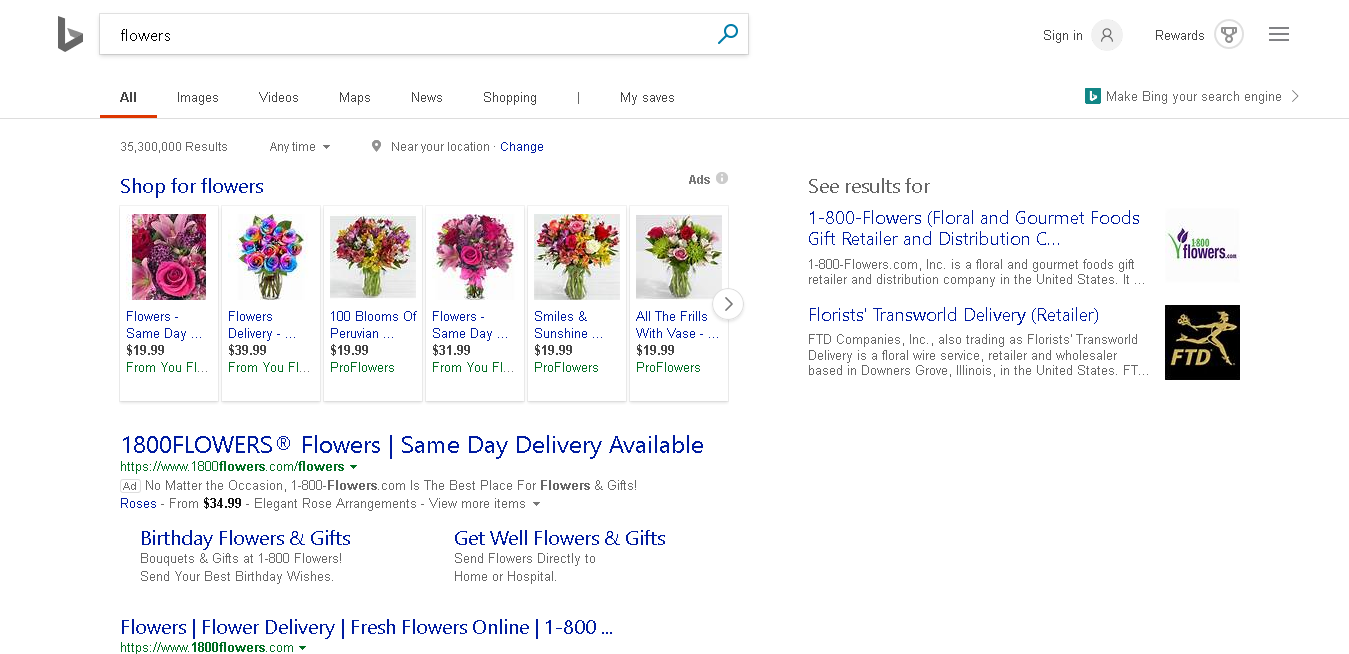 flowers
Sign in
Rewards
All
Images
Videos
Maps
News
Shopping
|
My saves
Make Bing your search engine
35,300,000 Results
Any time
Near your location · Change
Shop for flowers
Ads
Flowers -
Same Day ...
$19.99
From You Fl...
Flowers
Delivery - ...
$39.99
From You Fl...
100 Blooms Of
Peruvian ...
$19.99
ProFlowers
Flowers -
Same Day ...
$31.99
From You Fl...
Smiles &
Sunshine ...
$19.99
ProFlowers
All The Frills
With Vase - ...
$19.99
ProFlowers
1800FLOWERS® Flowers | Same Day Delivery Available
https://www.1800flowers.com/flowers
Ad No Matter the Occasion, 1-800-Flowers.com Is The Best Place For Flowers & Gifts!
Roses - From $34.99 - Elegant Rose Arrangements - View more items
Birthday Flowers & Gifts
Bouquets & Gifts at 1-800 Flowers!
Send Your Best Birthday Wishes.
Get Well Flowers & Gifts
Send Flowers Directly to
Home or Hospital.
Flowers | Flower Delivery | Fresh Flowers Online | 1-800 ...
https://www.1800flowers.com
See results for
1-800-Flowers (Floral and Gourmet Foods
Gift Retailer and Distribution C...
1-800-Flowers.com, Inc. is a floral and gourmet foods gift
retailer and distribution company in the United States. It ...
1·800
flowers.com
Florists' Transworld Delivery (Retailer)
FTD Companies, Inc., also trading as Florists' Transworld
Delivery is a floral wire service, retailer and wholesaler
based in Downers Grove, Illinois, in the United States. FT...
FTD